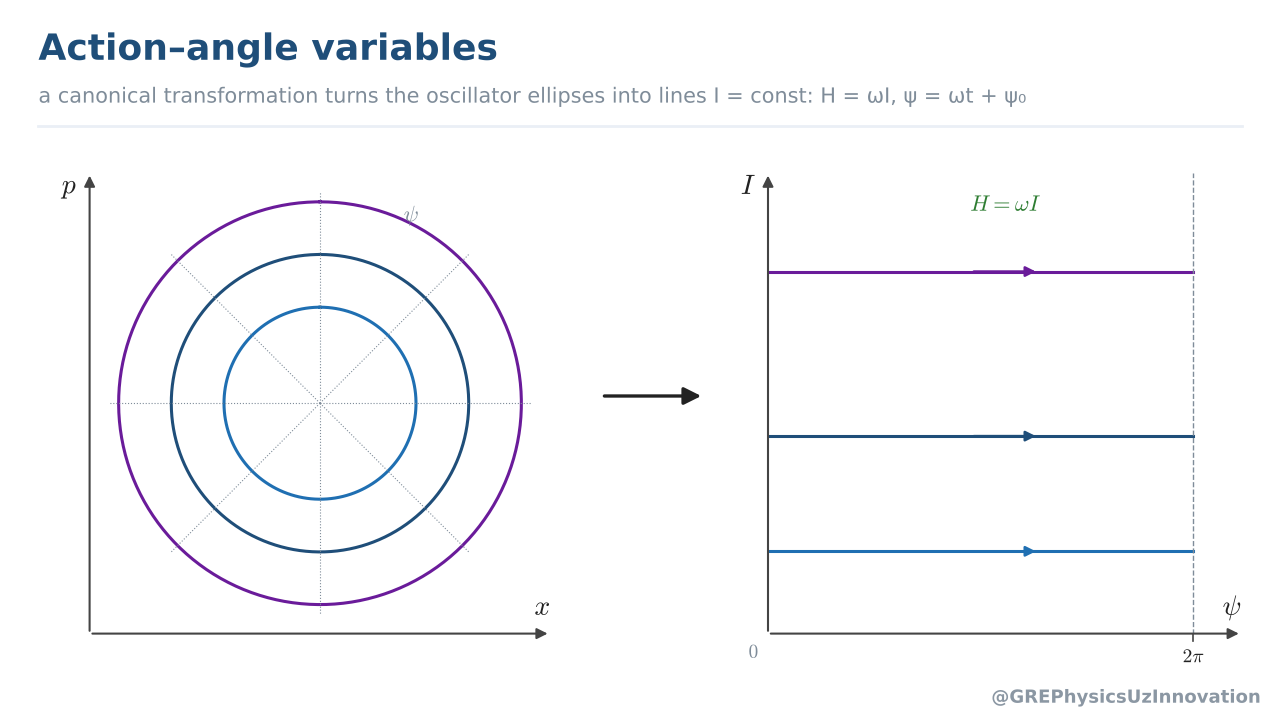 Action–angle variables
a canonical transformation turns the oscillator ellipses into lines I = const: H = ωI, ψ = ωt + ψ₀
p
ψ
x
I
H = ωI
ψ
0
2π
@GREPhysicsUzInnovation